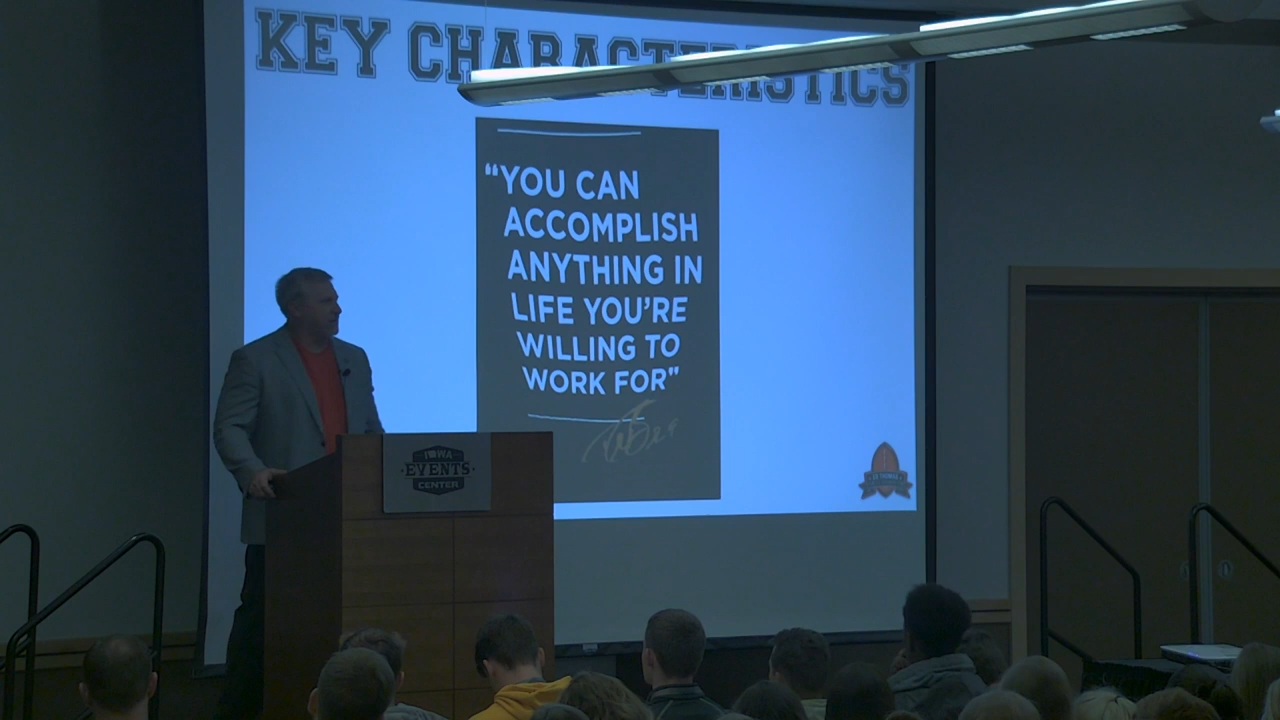 KEY CHARACTERISTICS
"YOU CAN
ACCOMPLISH
ANYTHING IN
LIFE YOU'RE
WILLING TO
WORK FOR"
IOWA
EVENTS
CENTER